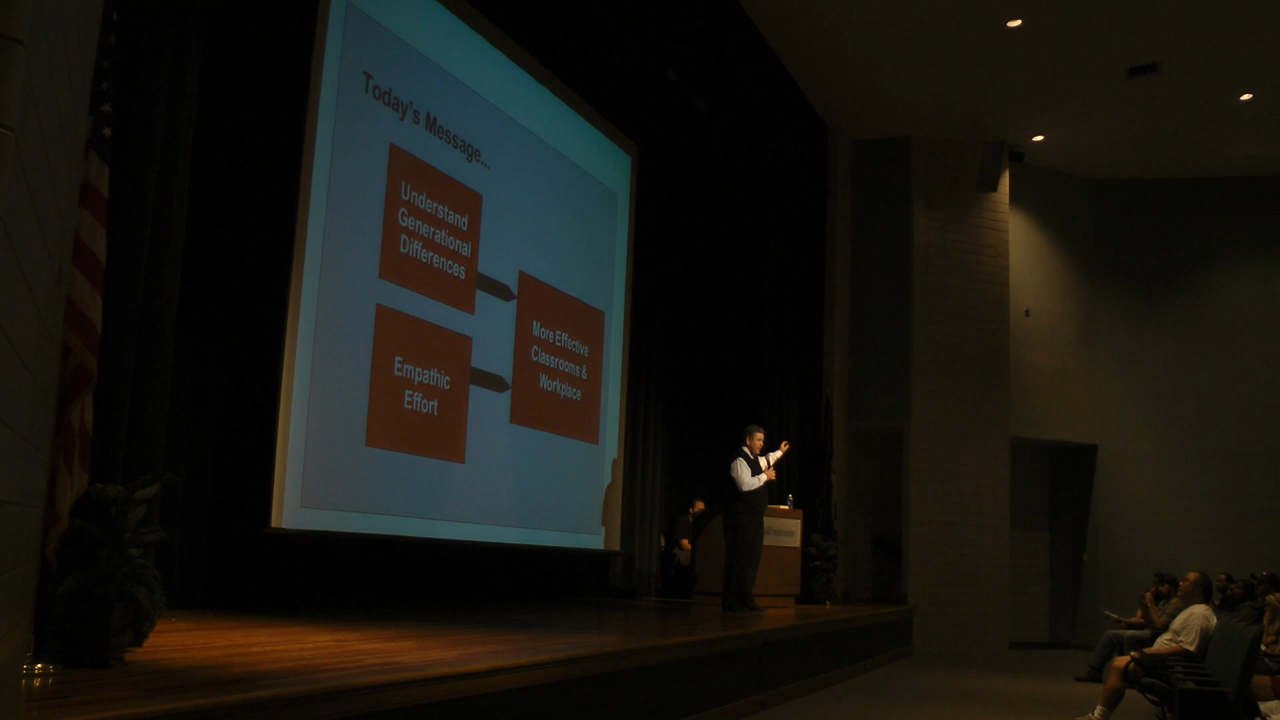 Today's Message...
Understand
Generational
Differences
Empathic
Effort
More Effective
Classrooms &
Workplace